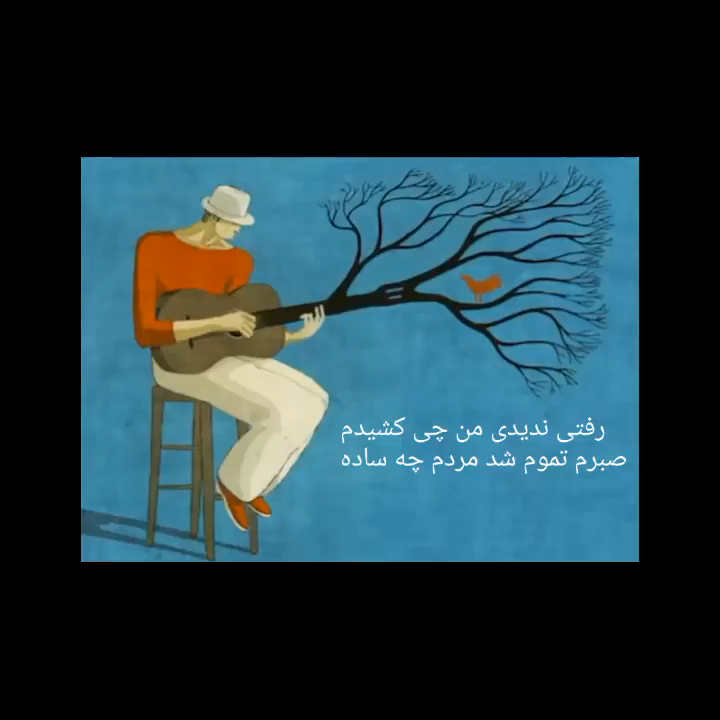 رفتی ندیدی من چی کشیدم
صبرم تموم شد مردم چه ساده